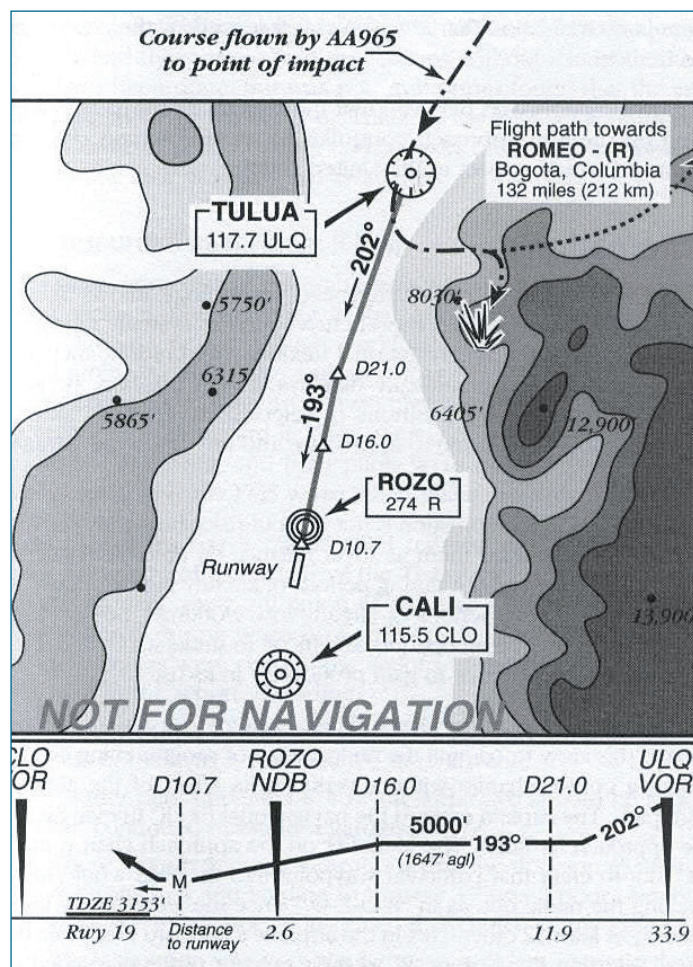 Course flown by AA965
to point of impact
Flight path towards
ROMEO - (R)
Bogota, Columbia
132 miles (212 km)
TULUA
117.7 ULQ
202°
8030'
5750'
D21.0
6315'
193°
6405'
5865'
12,900'
D16.0
ROZO
274 R
D10.7
Runway
CALI
115.5 CLO
13,900'
NOT FOR NAVIGATION
CLO
VOR
D10.7
ROZO
NDB
D16.0
D21.0
ULQ
VOR
5000'
193°
202°
(1647' agl)
M
TDZE 3153'
Rwy 19
Distance
to runway
2.6
11.9
33.9